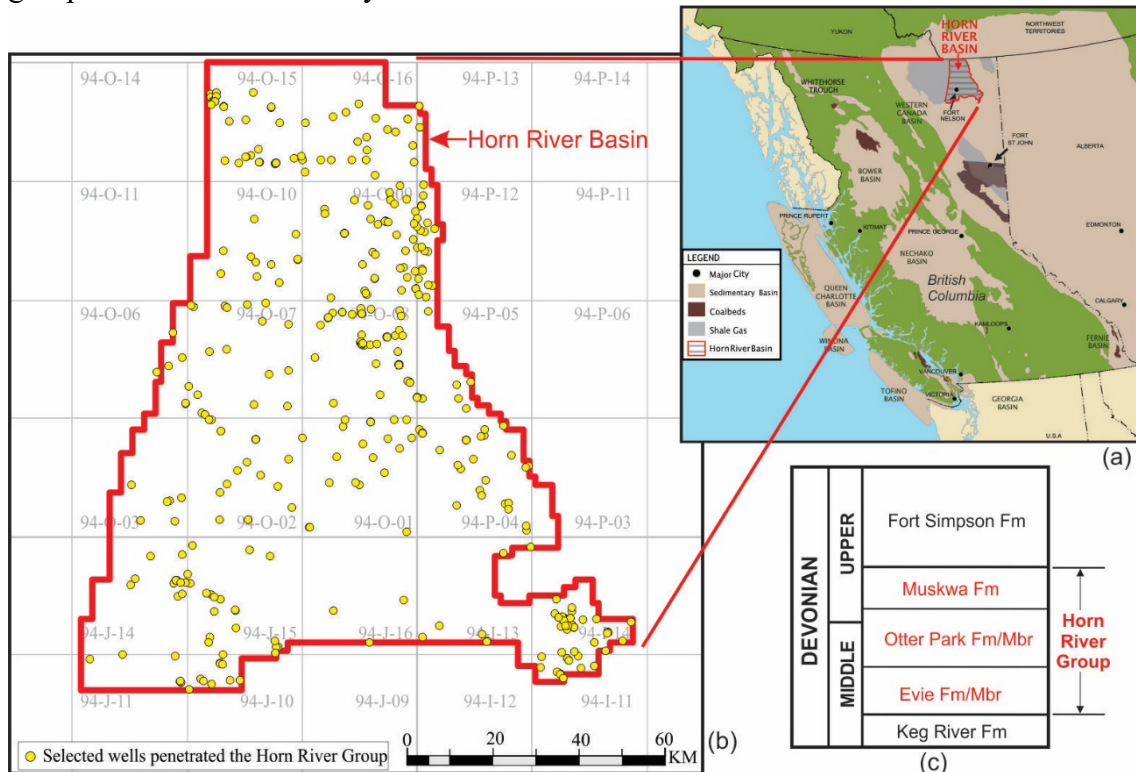 94-O-14
94-O-15
94-O-16
94-P-13
94-P-14
Horn River Basin
94-O-11
94-O-10
94-O-09
94-P-12
94-P-11
94-O-06
94-O-07
94-O-08
94-P-05
94-P-06
94-O-03
94-O-02
94-O-01
94-P-04
94-P-03
94-J-14
94-J-15
94-J-16
94-I-13
94-I-14
94-J-11
94-J-10
94-J-09
94-I-12
94-I-11
Selected wells penetrated the Horn River Group
0 10 20 30 40 50 60
KM
(b)
YUKON
HORN
RIVER
BASIN
NORTHWEST
TERRITORIES
WHITEHORSE
TROUGH
WESTERN
CANADA
BASIN
FORT
NELSON
FORT
ST JOHN
ALBERTA
BOWER
BASIN
PRINCE RUPERT
KITIMAT
PRINCE GEORGE
EDMONTON
NECHAKO
BASIN
LEGEND
Major City
Sedimentary Basin
Coalbeds
Shale Gas
Horn River Basin
QUEEN
CHARLOTTE
BASIN
British
Columbia
CALGARY
KAMLOOPS
WINONA
BASIN
FERNIE
BASIN
VANCOUVER
VICTORIA
TOFINO
BASIN
GEORGIA
BASIN
U.S.A
(a)
DEVONIAN
UPPER
MIDDLE
Fort Simpson Fm
Muskwa Fm
Otter Park Fm/Mbr
Evie Fm/Mbr
Keg River Fm
Horn
River
Group
(c)